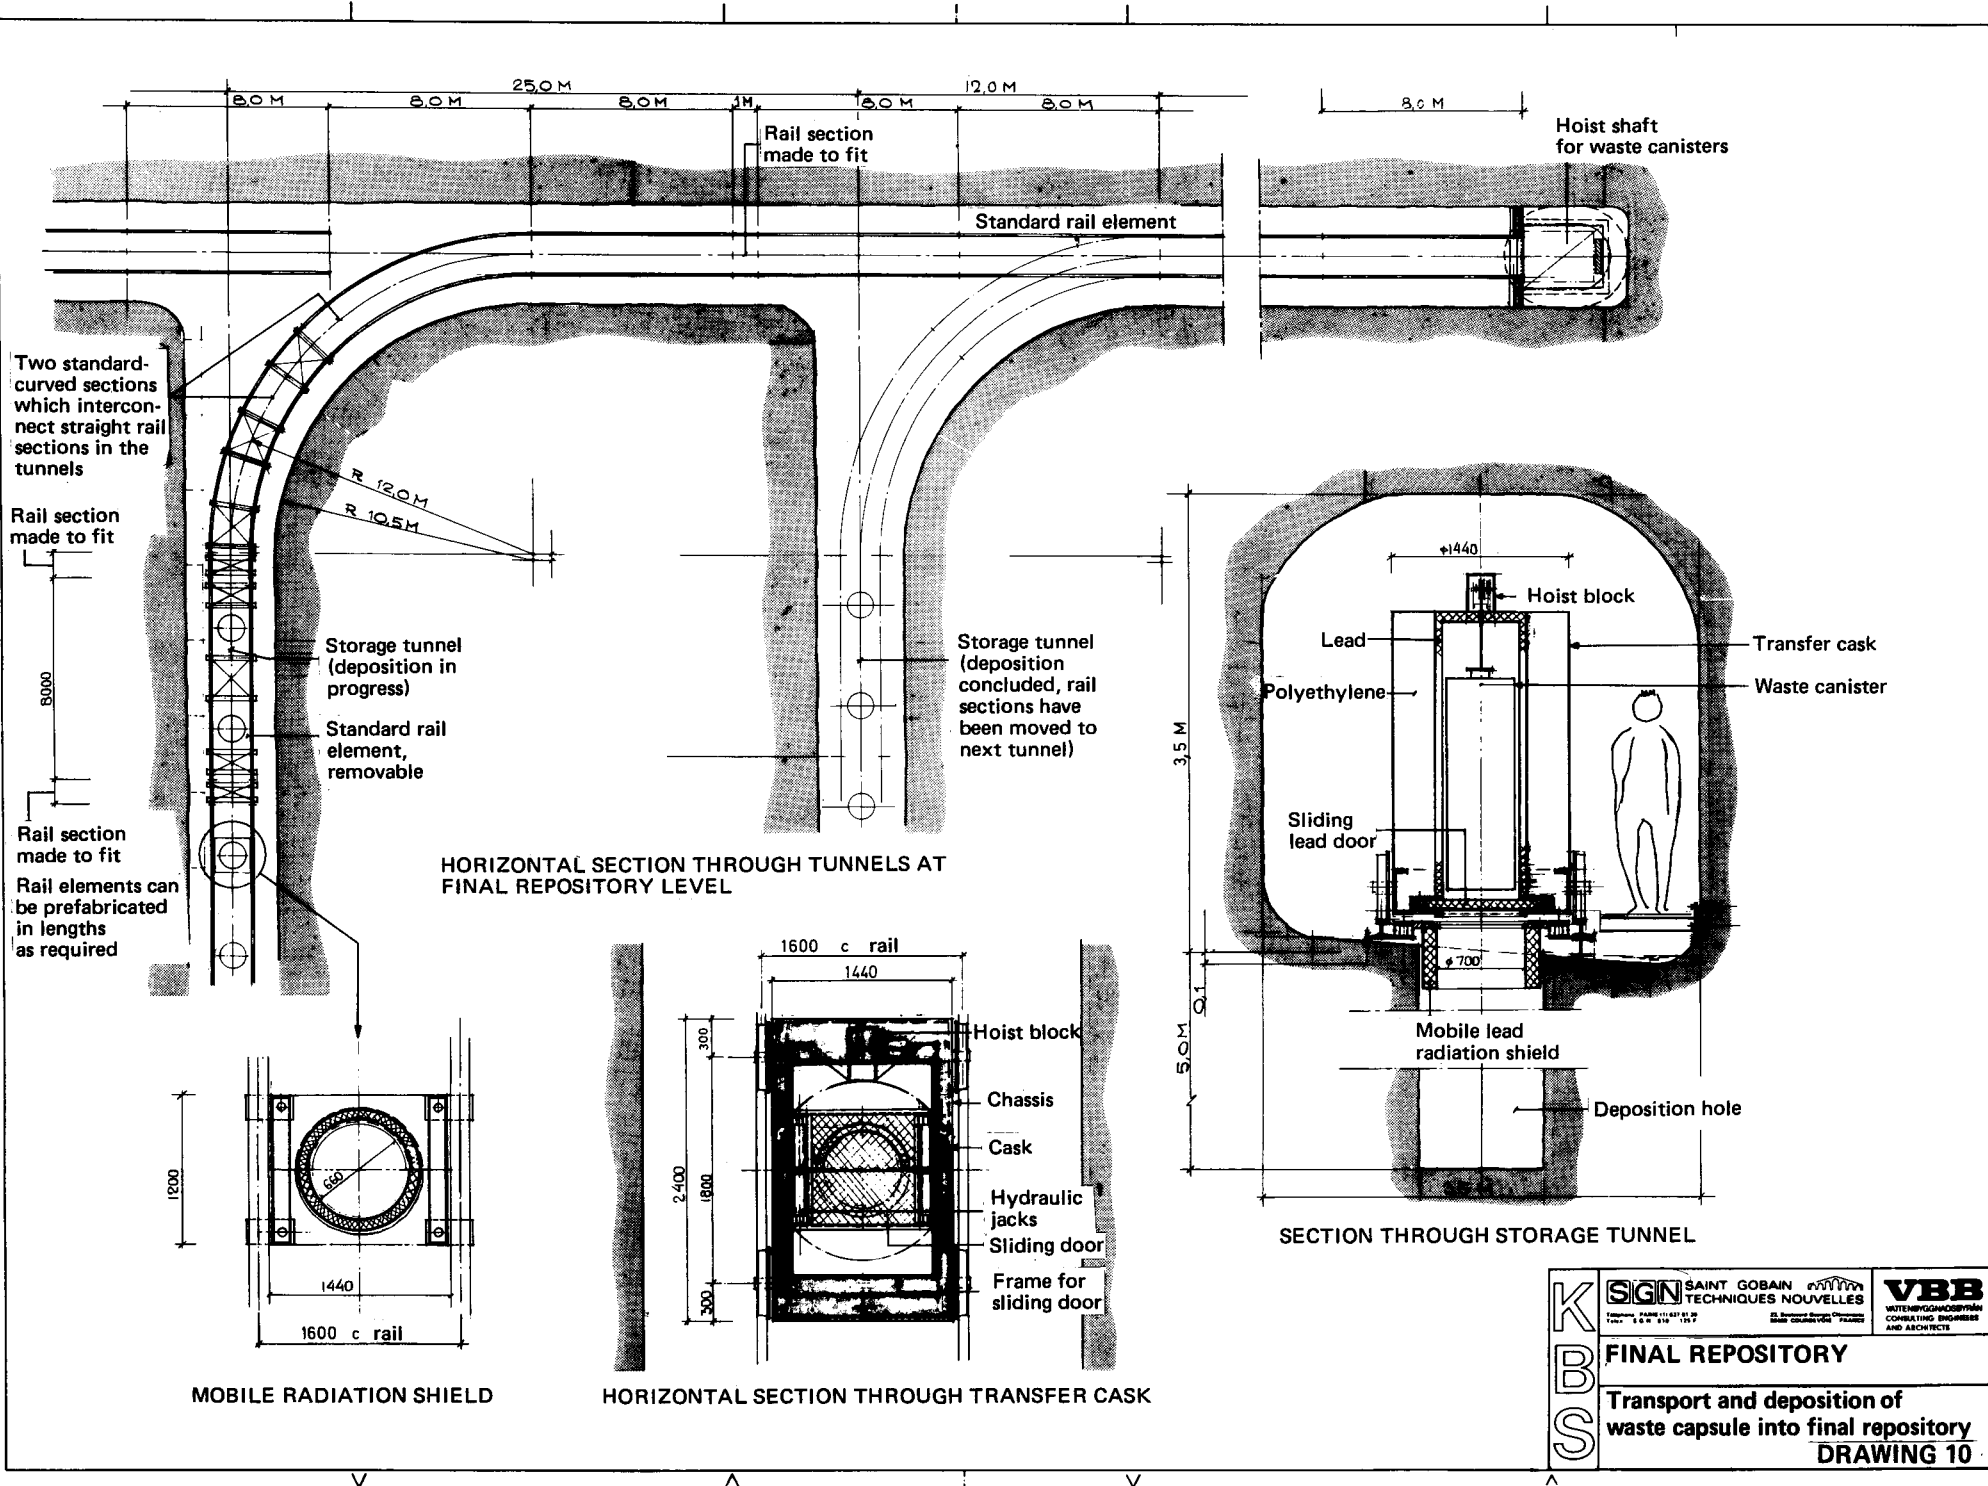 25,0 M
12,0 M
8,0 M
8,0 M
8,0 M
1M
8,0 M
8,0 M
8,0 M
Rail section
made to fit
Hoist shaft
for waste canisters
Standard rail element
Two standard-
curved sections
which intercon-
nect straight rail
sections in the
tunnels
R 12,0 M
R 10,5 M
Rail section
made to fit
8000
Storage tunnel
(deposition in
progress)
Standard rail
element,
removable
Storage tunnel
(deposition
concluded, rail
sections have
been moved to
next tunnel)
Rail section
made to fit
Rail elements can
be prefabricated
in lengths
as required
HORIZONTAL SECTION THROUGH TUNNELS AT
FINAL REPOSITORY LEVEL
ϕ1440
Hoist block
Lead
Transfer cask
Polyethylene
Waste canister
3,5 M
Sliding
lead door
ϕ 700
0,1
5,0 M
Mobile lead
radiation shield
Deposition hole
SECTION THROUGH STORAGE TUNNEL
1200
660
1440
1600 c rail
MOBILE RADIATION SHIELD
1600 c rail
1440
300
2400
1800
300
Hoist block
Chassis
Cask
Hydraulic
jacks
Sliding door
Frame for
sliding door
HORIZONTAL SECTION THROUGH TRANSFER CASK
KBS
SGN SAINT GOBAIN
TECHNIQUES NOUVELLES
VBB
VATTENBYGGNADSBYRÅN
CONSULTING ENGINEERS
AND ARCHITECTS
FINAL REPOSITORY
Transport and deposition of
waste capsule into final repository
DRAWING 10